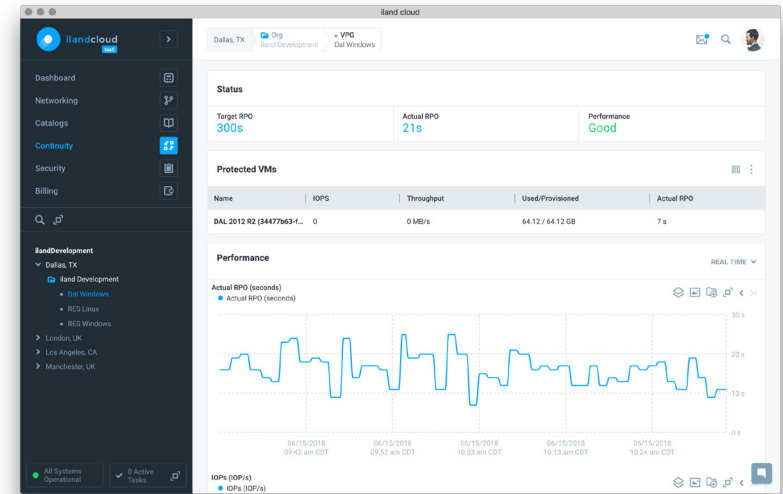 iland cloud
ilandcloud
IaaS
Dashboard
Networking
Catalogs
Continuity
Security
Billing
ilandDevelopment
Dallas, TX
iland Development
Dal Windows
RES Linux
RES Windows
London, UK
Los Angeles, CA
Manchester, UK
All Systems
Operational
0 Active
Tasks
Dallas, TX
Org
iland Development
VPG
Dal Windows
Status
Target RPO
300s
Actual RPO
21s
Performance
Good
Protected VMs
Name IOPS Throughput Used/Provisioned Actual RPO
DAL 2012 R2 (34477b63-f... 0 0 MB/s 64.12 / 64.12 GB 7 s
Performance
REAL TIME
Actual RPO (seconds)
Actual RPO (seconds)
30 s
20 s
10 s
0 s
06/15/2018 06/15/2018 06/15/2018 06/15/2018 06/15/2018
09:42 am CDT 09:52 am CDT 10:03 am CDT 10:13 am CDT 10:24 am CDT
IOPs (IOP/s)
IOPs (IOP/s)